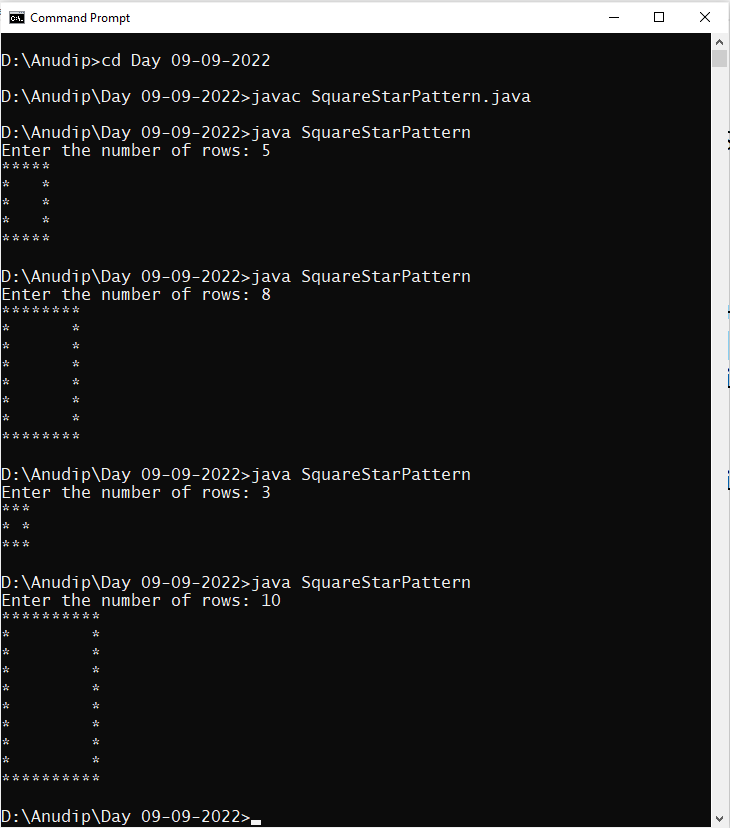 Command Prompt
D:\Anudip>cd Day 09-09-2022
D:\Anudip\Day 09-09-2022>javac SquareStarPattern.java
D:\Anudip\Day 09-09-2022>java SquareStarPattern
Enter the number of rows: 5
*****
*   *
*   *
*   *
*****
D:\Anudip\Day 09-09-2022>java SquareStarPattern
Enter the number of rows: 8
********
*      *
*      *
*      *
*      *
*      *
*      *
********
D:\Anudip\Day 09-09-2022>java SquareStarPattern
Enter the number of rows: 3
***
* *
***
D:\Anudip\Day 09-09-2022>java SquareStarPattern
Enter the number of rows: 10
**********
*        *
*        *
*        *
*        *
*        *
*        *
*        *
*        *
**********
D:\Anudip\Day 09-09-2022>_